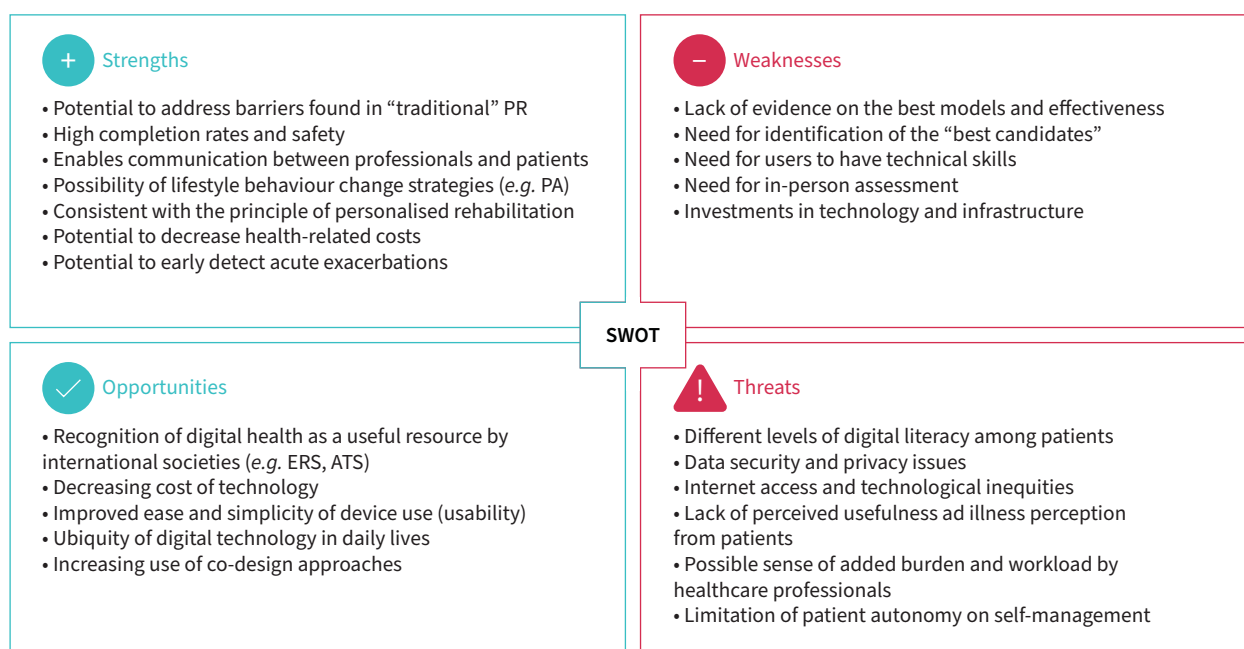 + Strengths
• Potential to address barriers found in “traditional” PR
• High completion rates and safety
• Enables communication between professionals and patients
• Possibility of lifestyle behaviour change strategies (e.g. PA)
• Consistent with the principle of personalised rehabilitation
• Potential to decrease health-related costs
• Potential to early detect acute exacerbations
– Weaknesses
• Lack of evidence on the best models and effectiveness
• Need for identification of the “best candidates”
• Need for users to have technical skills
• Need for in-person assessment
• Investments in technology and infrastructure
SWOT
✓ Opportunities
• Recognition of digital health as a useful resource by
international societies (e.g. ERS, ATS)
• Decreasing cost of technology
• Improved ease and simplicity of device use (usability)
• Ubiquity of digital technology in daily lives
• Increasing use of co-design approaches
! Threats
• Different levels of digital literacy among patients
• Data security and privacy issues
• Internet access and technological inequities
• Lack of perceived usefulness ad illness perception
from patients
• Possible sense of added burden and workload by
healthcare professionals
• Limitation of patient autonomy on self-management